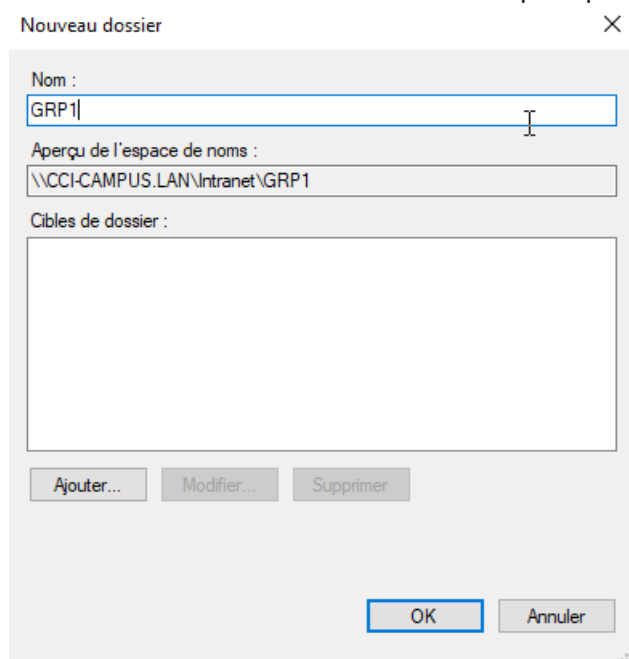 Nouveau dossier
Nom :
GRP1
Aperçu de l'espace de noms :
\\CCI-CAMPUS.LAN\Intranet\GRP1
Cibles de dossier :
Ajouter...
Modifier...
Supprimer
OK
Annuler